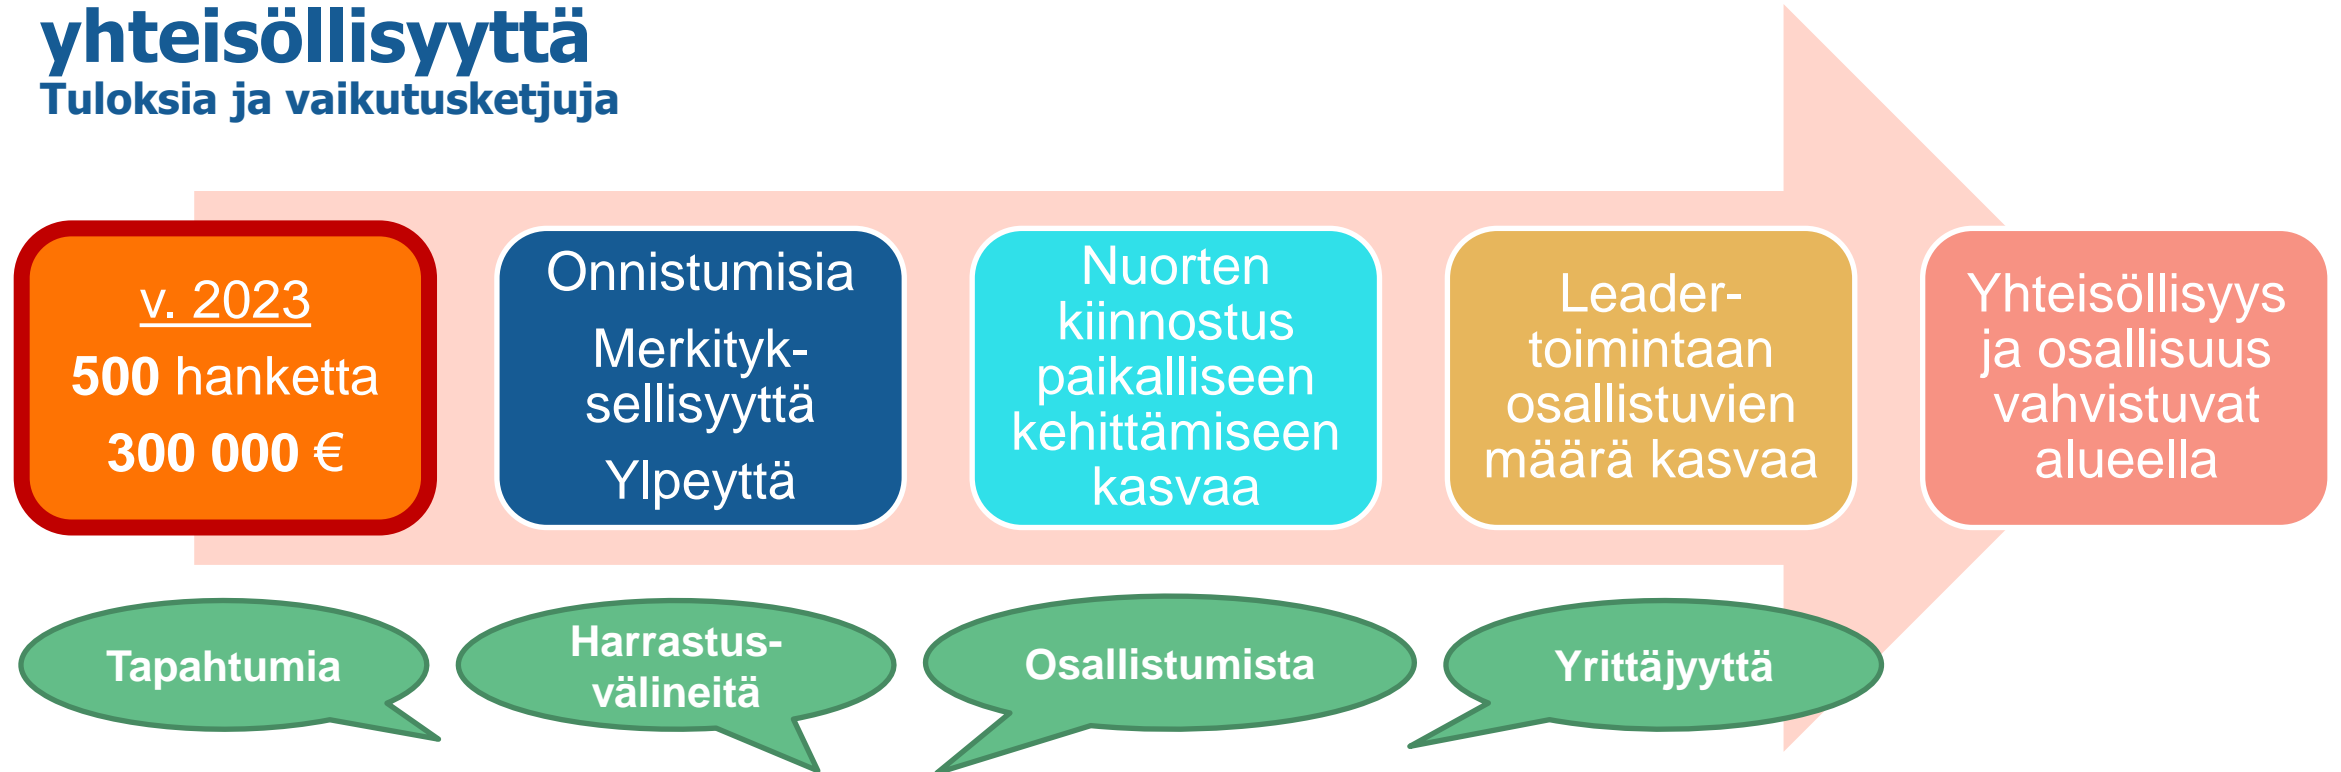 yhteisöllisyyttä
Tuloksia ja vaikutusketjuja
v. 2023
500 hanketta
300 000 €
Onnistumisia
Merkityk-
sellisyyttä
Ylpeyttä
Nuorten
kiinnostus
paikalliseen
kehittämiseen
kasvaa
Leader-
toimintaan
osallistuvien
määrä kasvaa
Yhteisöllisyys
ja osallisuus
vahvistuvat
alueella
Tapahtumia
Harrastus-
välineitä
Osallistumista
Yrittäjyyttä